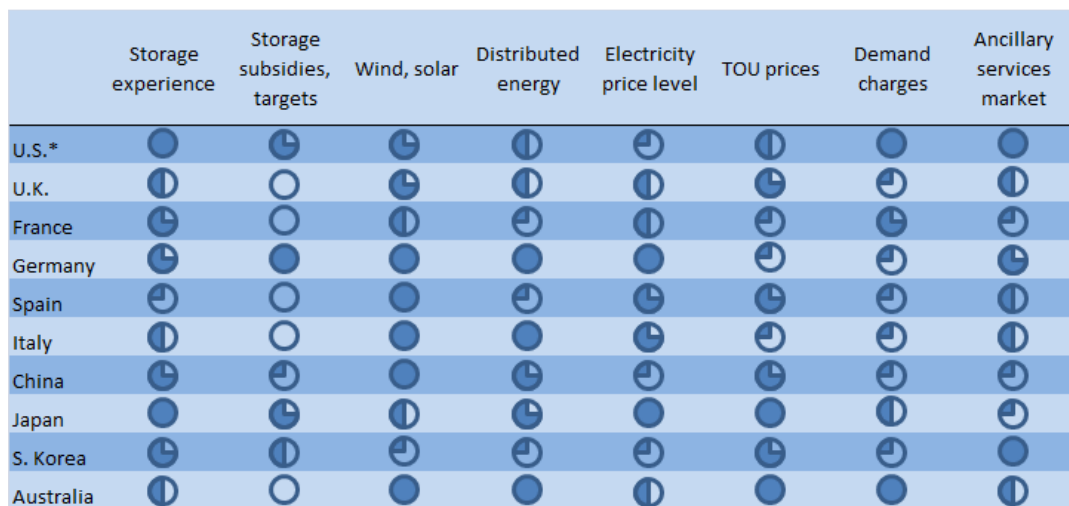 Storage experience
Storage subsidies, targets
Wind, solar
Distributed energy
Electricity price level
TOU prices
Demand charges
Ancillary services market
U.S.*
U.K.
France
Germany
Spain
Italy
China
Japan
S. Korea
Australia